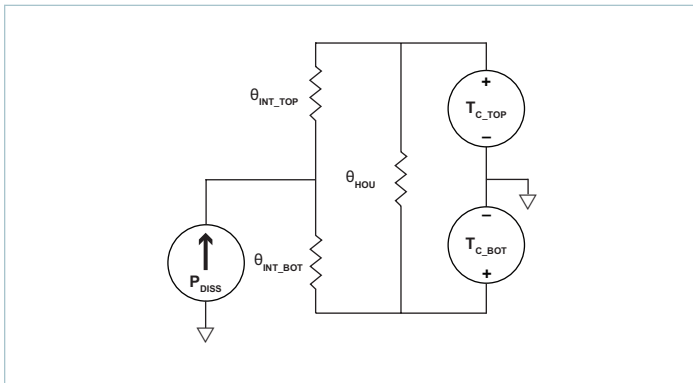 θINT_TOP
+
TC_TOP
–
θHOU
–
TC_BOT
+
θINT_BOT
PDISS